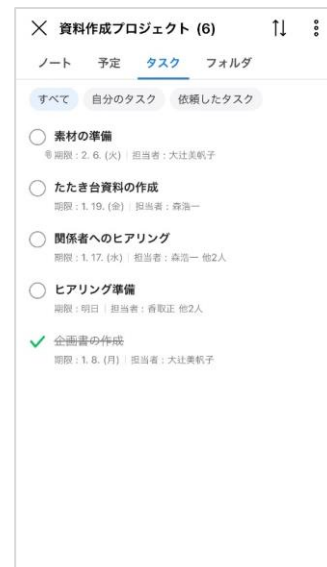 資料作成プロジェクト (6)
ノート 予定 タスク フォルダ
すべて 自分のタスク 依頼したタスク
素材の準備
期限 : 2. 6. (火) | 担当者 : 大辻美帆子
たたき台資料の作成
期限 : 1. 19. (金) | 担当者 : 森浩一
関係者へのヒアリング
期限 : 1. 17. (水) | 担当者 : 森浩一 他2人
ヒアリング準備
期限 : 明日 | 担当者 : 香取正 他2人
企画書の作成
期限 : 1. 8. (月) | 担当者 : 大辻美帆子